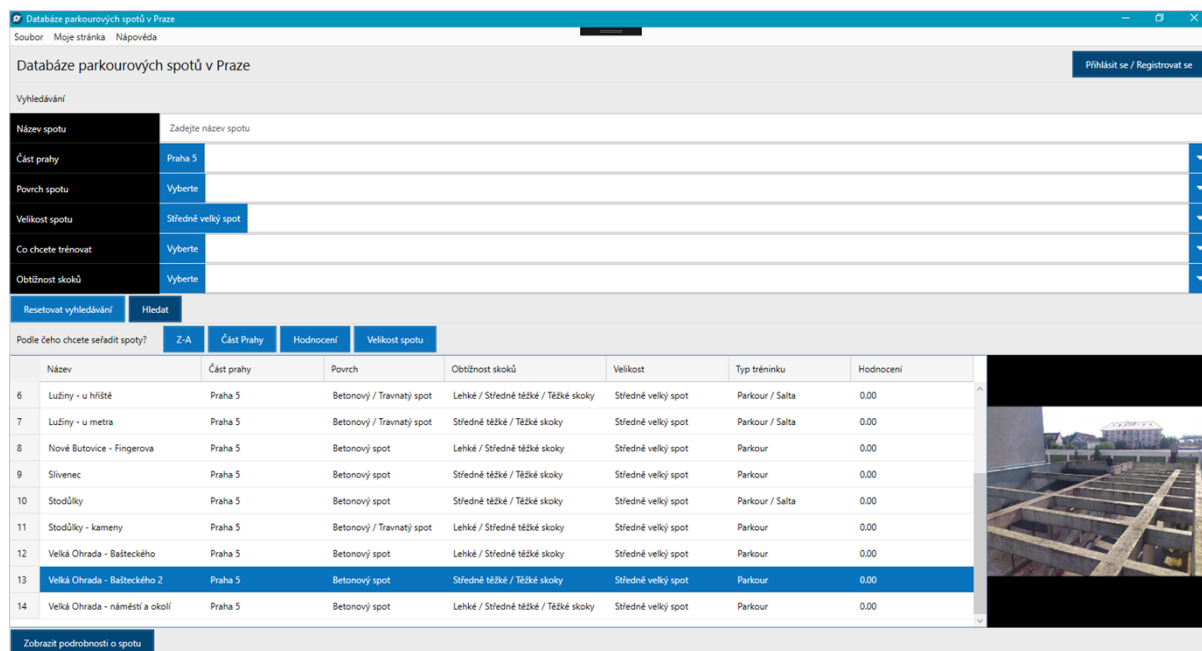 Databáze parkourových spotů v Praze
Soubor Moje stránka Nápověda
Databáze parkourových spotů v Praze Přihlásit se / Registrovat se
Vyhledávání
Název spotu Zadejte název spotu
Část prahy Praha 5
Povrch spotu Vyberte
Velikost spotu Středně velký spot
Co chcete trénovat Vyberte
Obtížnost skoků Vyberte
Resetovat vyhledávání Hledat
Podle čeho chcete seřadit spoty? Z-A Část Prahy Hodnocení Velikost spotu
Název Část prahy Povrch Obtížnost skoků Velikost Typ tréninku Hodnocení
6 Lužiny - u hřiště Praha 5 Betonový / Travnatý spot Lehké / Středně těžké / Těžké skoky Středně velký spot Parkour / Salta 0.00
7 Lužiny - u metra Praha 5 Betonový / Travnatý spot Středně těžké / Těžké skoky Středně velký spot Parkour / Salta 0.00
8 Nové Butovice - Fingerova Praha 5 Betonový spot Lehké / Středně těžké / Těžké skoky Středně velký spot Parkour 0.00
9 Slivenec Praha 5 Betonový spot Středně těžké / Těžké skoky Středně velký spot Parkour 0.00
10 Stodůlky Praha 5 Betonový spot Středně těžké / Těžké skoky Středně velký spot Parkour / Salta 0.00
11 Stodůlky - kameny Praha 5 Betonový / Travnatý spot Lehké / Středně těžké skoky Středně velký spot Parkour 0.00
12 Velká Ohrada - Bašteckého Praha 5 Betonový spot Lehké / Středně těžké skoky Středně velký spot Parkour 0.00
13 Velká Ohrada - Bašteckého 2 Praha 5 Betonový spot Středně těžké / Těžké skoky Středně velký spot Parkour 0.00
14 Velká Ohrada - náměstí a okolí Praha 5 Betonový spot Lehké / Středně těžké / Těžké skoky Středně velký spot Parkour 0.00
Zobrazit podrobnosti o spotu